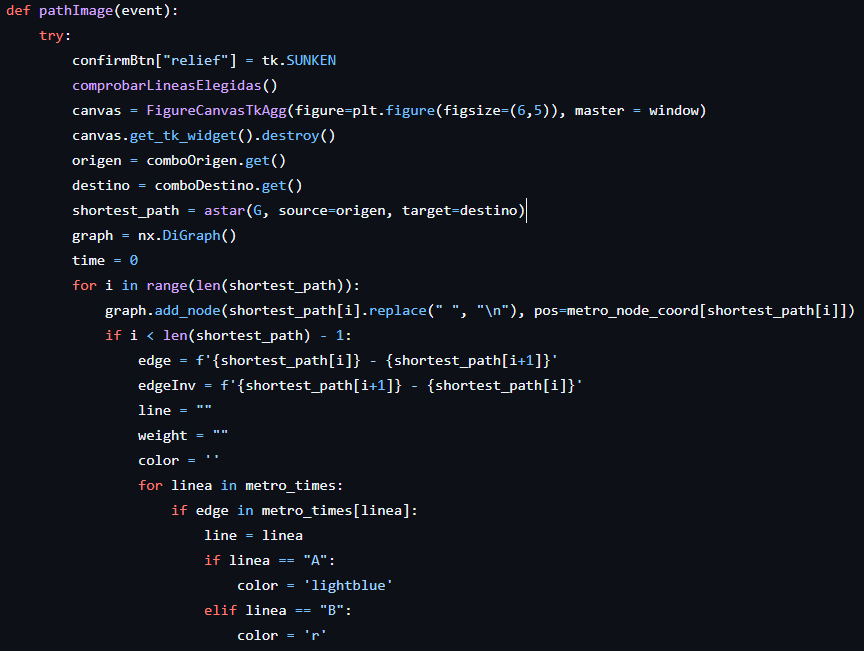 def pathImage(event):
    try:
        confirmBtn["relief"] = tk.SUNKEN
        comprobarLineasElegidas()
        canvas = FigureCanvasTkAgg(figure=plt.figure(figsize=(6,5)), master = window)
        canvas.get_tk_widget().destroy()
        origen = comboOrigen.get()
        destino = comboDestino.get()
        shortest_path = astar(G, source=origen, target=destino)
        graph = nx.DiGraph()
        time = 0
        for i in range(len(shortest_path)):
            graph.add_node(shortest_path[i].replace(" ", "\n"), pos=metro_node_coord[shortest_path[i]])
            if i < len(shortest_path) - 1:
                edge = f'{shortest_path[i]} - {shortest_path[i+1]}'
                edgeInv = f'{shortest_path[i+1]} - {shortest_path[i]}'
                line = ""
                weight = ""
                color = ''
                for linea in metro_times:
                    if edge in metro_times[linea]:
                        line = linea
                        if linea == "A":
                            color = 'lightblue'
                        elif linea == "B":
                            color = 'r'